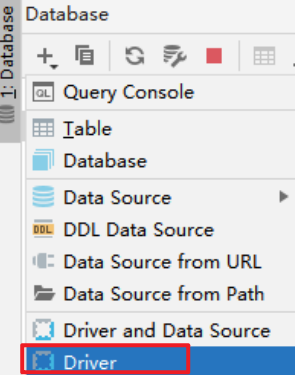 1: Database
Database
QL Query Console
Table
Database
Data Source
DDL DDL Data Source
Data Source from URL
Data Source from Path
Driver and Data Source
Driver